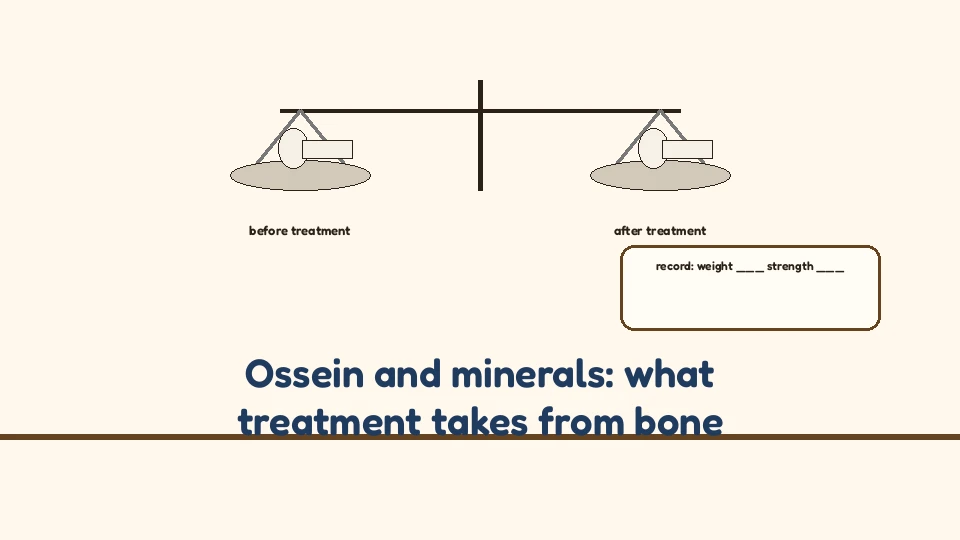 before treatment
after treatment
record: weight ____ strength ____
Ossein and minerals: what
treatment takes from bone